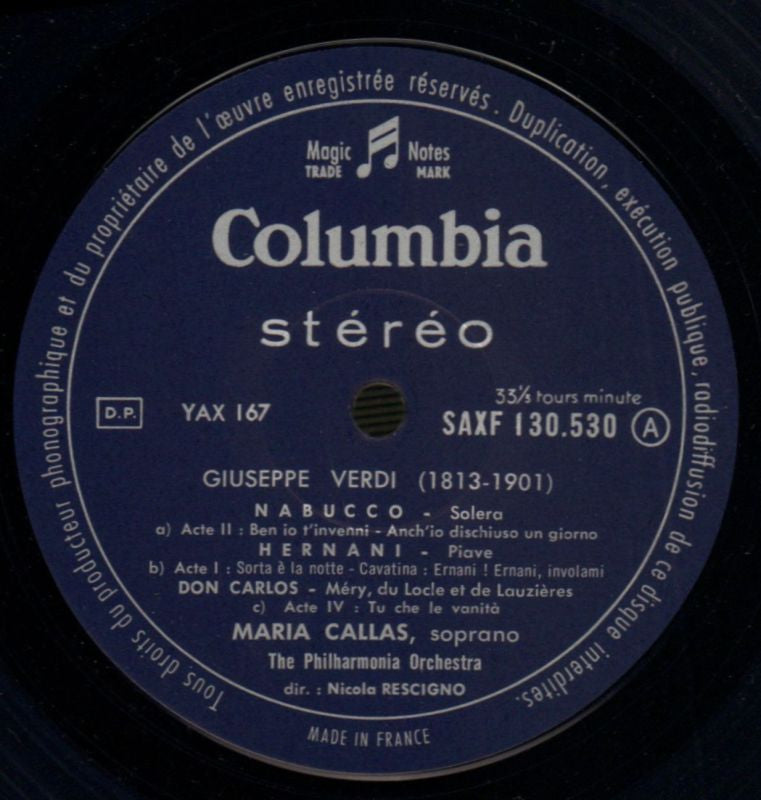 Tous droits du producteur phonographique et du propriétaire de l'œuvre enregistrée réservés. Duplication, exécution publique, radiodiffusion de ce disque interdites.
Magic Notes
TRADE MARK
Columbia
stéréo
33⅓ tours minute
D.P. YAX 167 SAXF 130.530 A
GIUSEPPE VERDI (1813-1901)
NABUCCO - Solera
a) Acte II : Ben io t'invenni - Anch'io dischiuso un giorno
HERNANI - Piave
b) Acte I : Sorta è la notte - Cavatina : Ernani ! Ernani, involami
DON CARLOS - Méry, du Locle et de Lauzières
c) Acte IV : Tu che le vanità
MARIA CALLAS, soprano
The Philharmonia Orchestra
dir. : Nicola RESCIGNO
MADE IN FRANCE